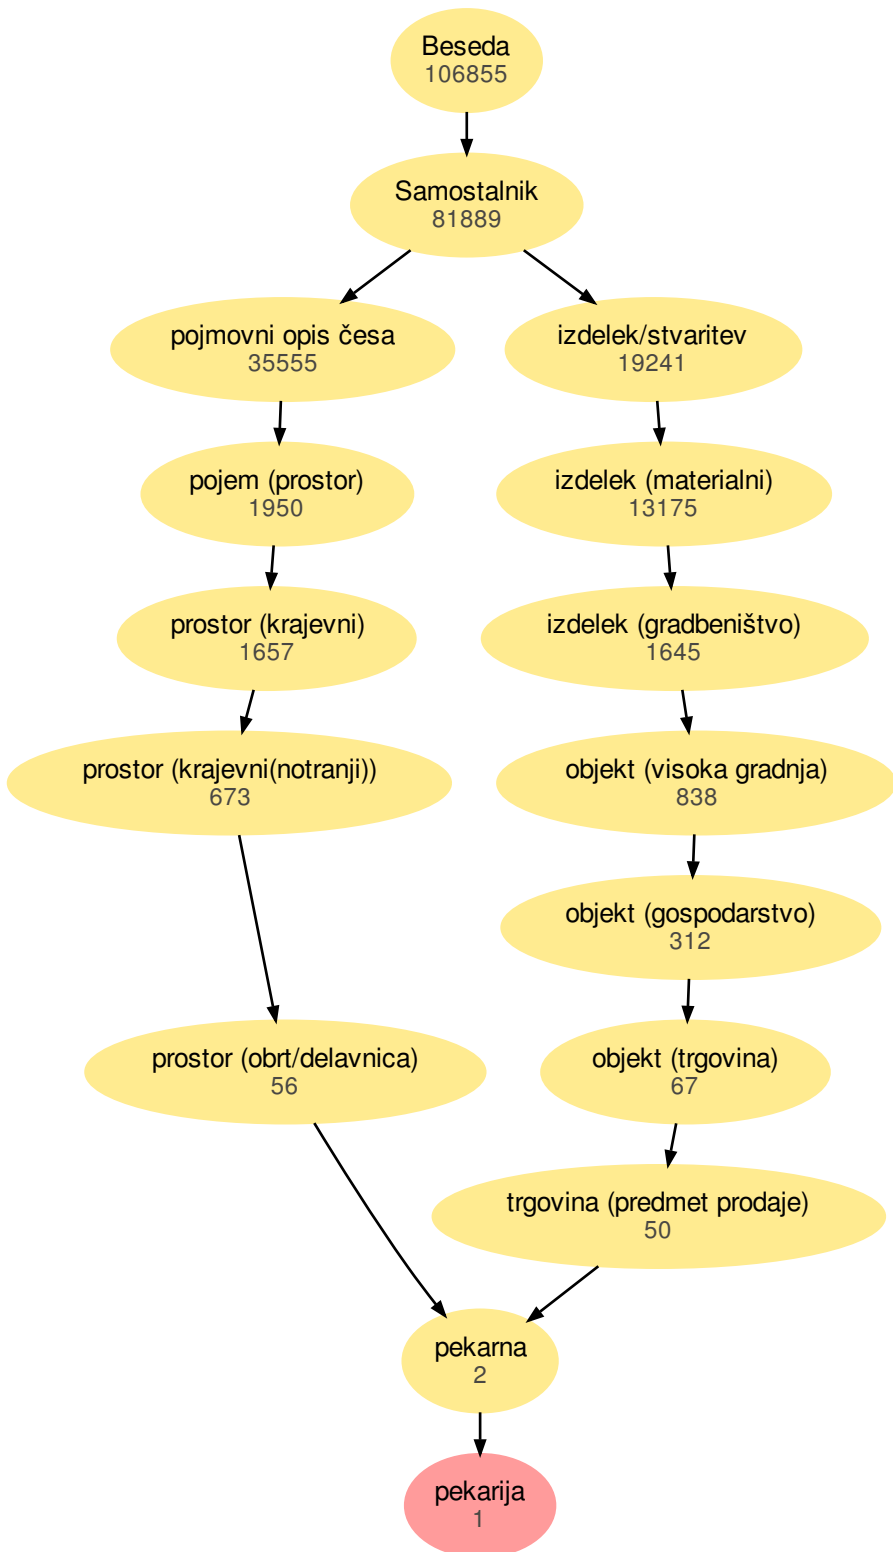 Beseda
106855
Samostalnik
81889
pojmovni opis česa
35555
izdelek/stvaritev
19241
pojem (prostor)
1950
izdelek (materialni)
13175
prostor (krajevni)
1657
izdelek (gradbeništvo)
1645
prostor (krajevni(notranji))
673
objekt (visoka gradnja)
838
objekt (gospodarstvo)
312
prostor (obrt/delavnica)
56
objekt (trgovina)
67
trgovina (predmet prodaje)
50
pekarna
2
pekarija
1